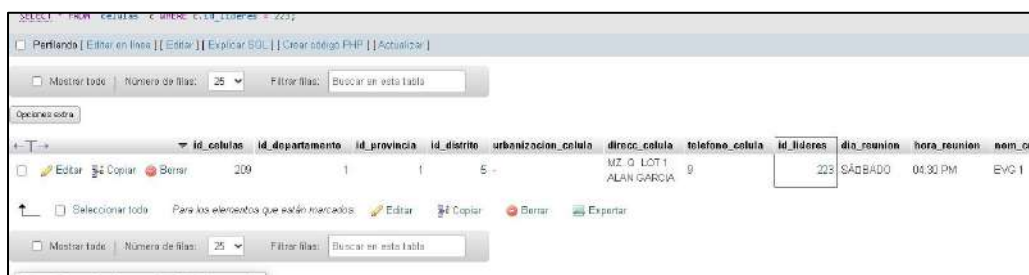 SELECT * FROM `celulas` c WHERE c.id_lideres = 223;
Perfilando [ Editar en línea ] [ Editar ] [ Explicar SQL ] [ Crear código PHP ] [ Actualizar ]
Mostrar todo | Número de filas: 25 Filtrar filas: Buscar en esta tabla
Opciones extra
←T→ id_celulas id_departamento id_provincia id_distrito urbanizacion_celula direcc_celula telefono_celula id_lideres dia_reunion hora_reunion nom_c
Editar Copiar Borrar 209 1 1 5 - MZ. Q LOT 1 ALAN GARCIA 9 223 SÁBADO 04:30 PM EVG 1
Seleccionar todo Para los elementos que están marcados: Editar Copiar Borrar Exportar
Mostrar todo | Número de filas: 25 Filtrar filas: Buscar en esta tabla